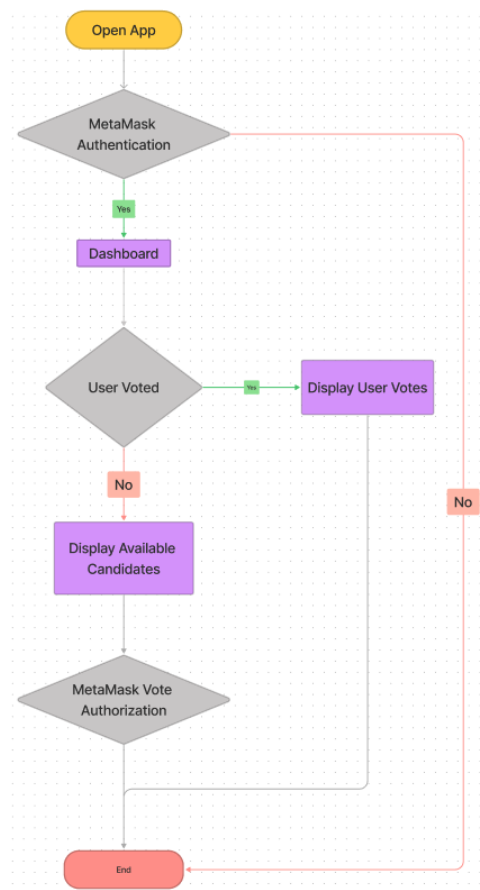 Open App
MetaMask
Authentication
Yes
Dashboard
User Voted
Yes
Display User Votes
No
No
Display Available
Candidates
MetaMask Vote
Authorization
End